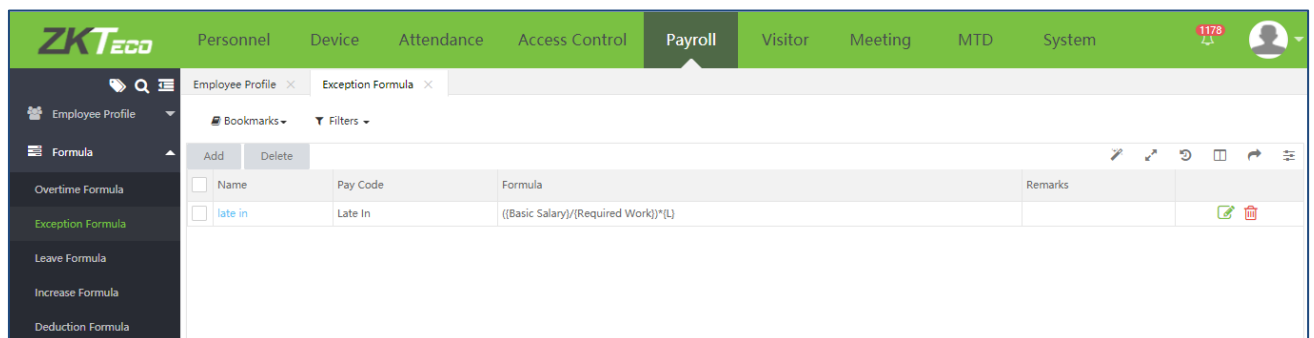 ZKTECO Personnel Device Attendance Access Control Payroll Visitor Meeting MTD System 1178
Employee Profile Exception Formula
Employee Profile
Bookmarks Filters
Formula
Add Delete
Name Pay Code Formula Remarks
Overtime Formula
late in Late In ((Basic Salary)/(Required Work))*(L)
Exception Formula
Leave Formula
Increase Formula
Deduction Formula